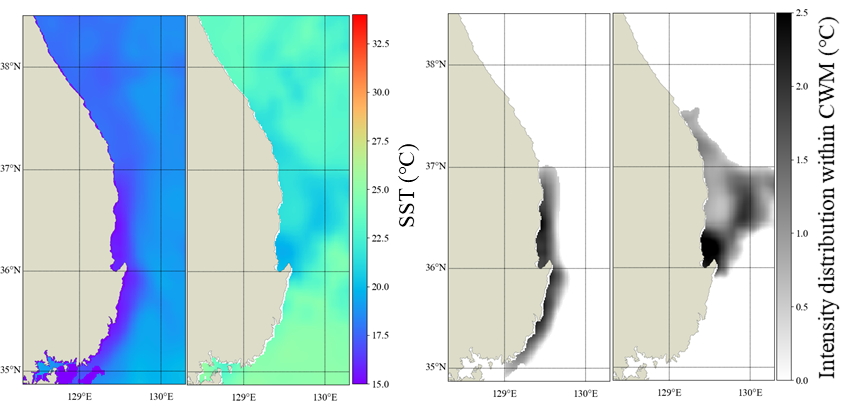 38°N
37°N
36°N
35°N
129°E
130°E
129°E
130°E
32.5
30.0
27.5
25.0
22.5
20.0
17.5
15.0
SST (°C)
38°N
37°N
36°N
35°N
129°E
130°E
129°E
130°E
2.5
2.0
1.5
1.0
0.5
0.0
Intensity distribution within CWM (°C)